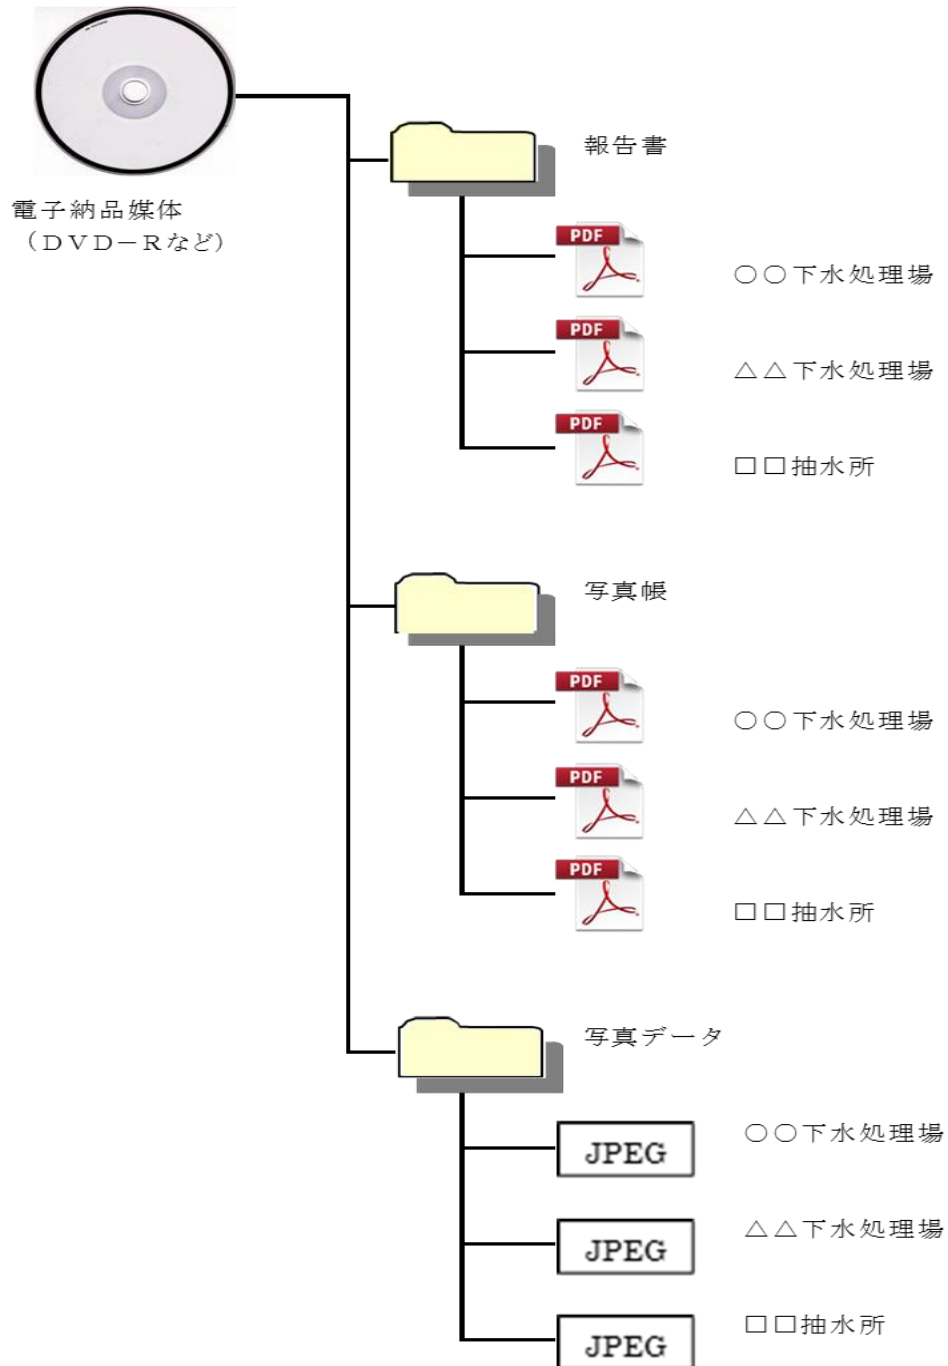 電子納品媒体
（ＤＶＤ－Ｒなど）
報告書
PDF
○○下水処理場
PDF
△△下水処理場
PDF
□□抽水所
写真帳
PDF
○○下水処理場
PDF
△△下水処理場
PDF
□□抽水所
写真データ
JPEG
○○下水処理場
JPEG
△△下水処理場
JPEG
□□抽水所